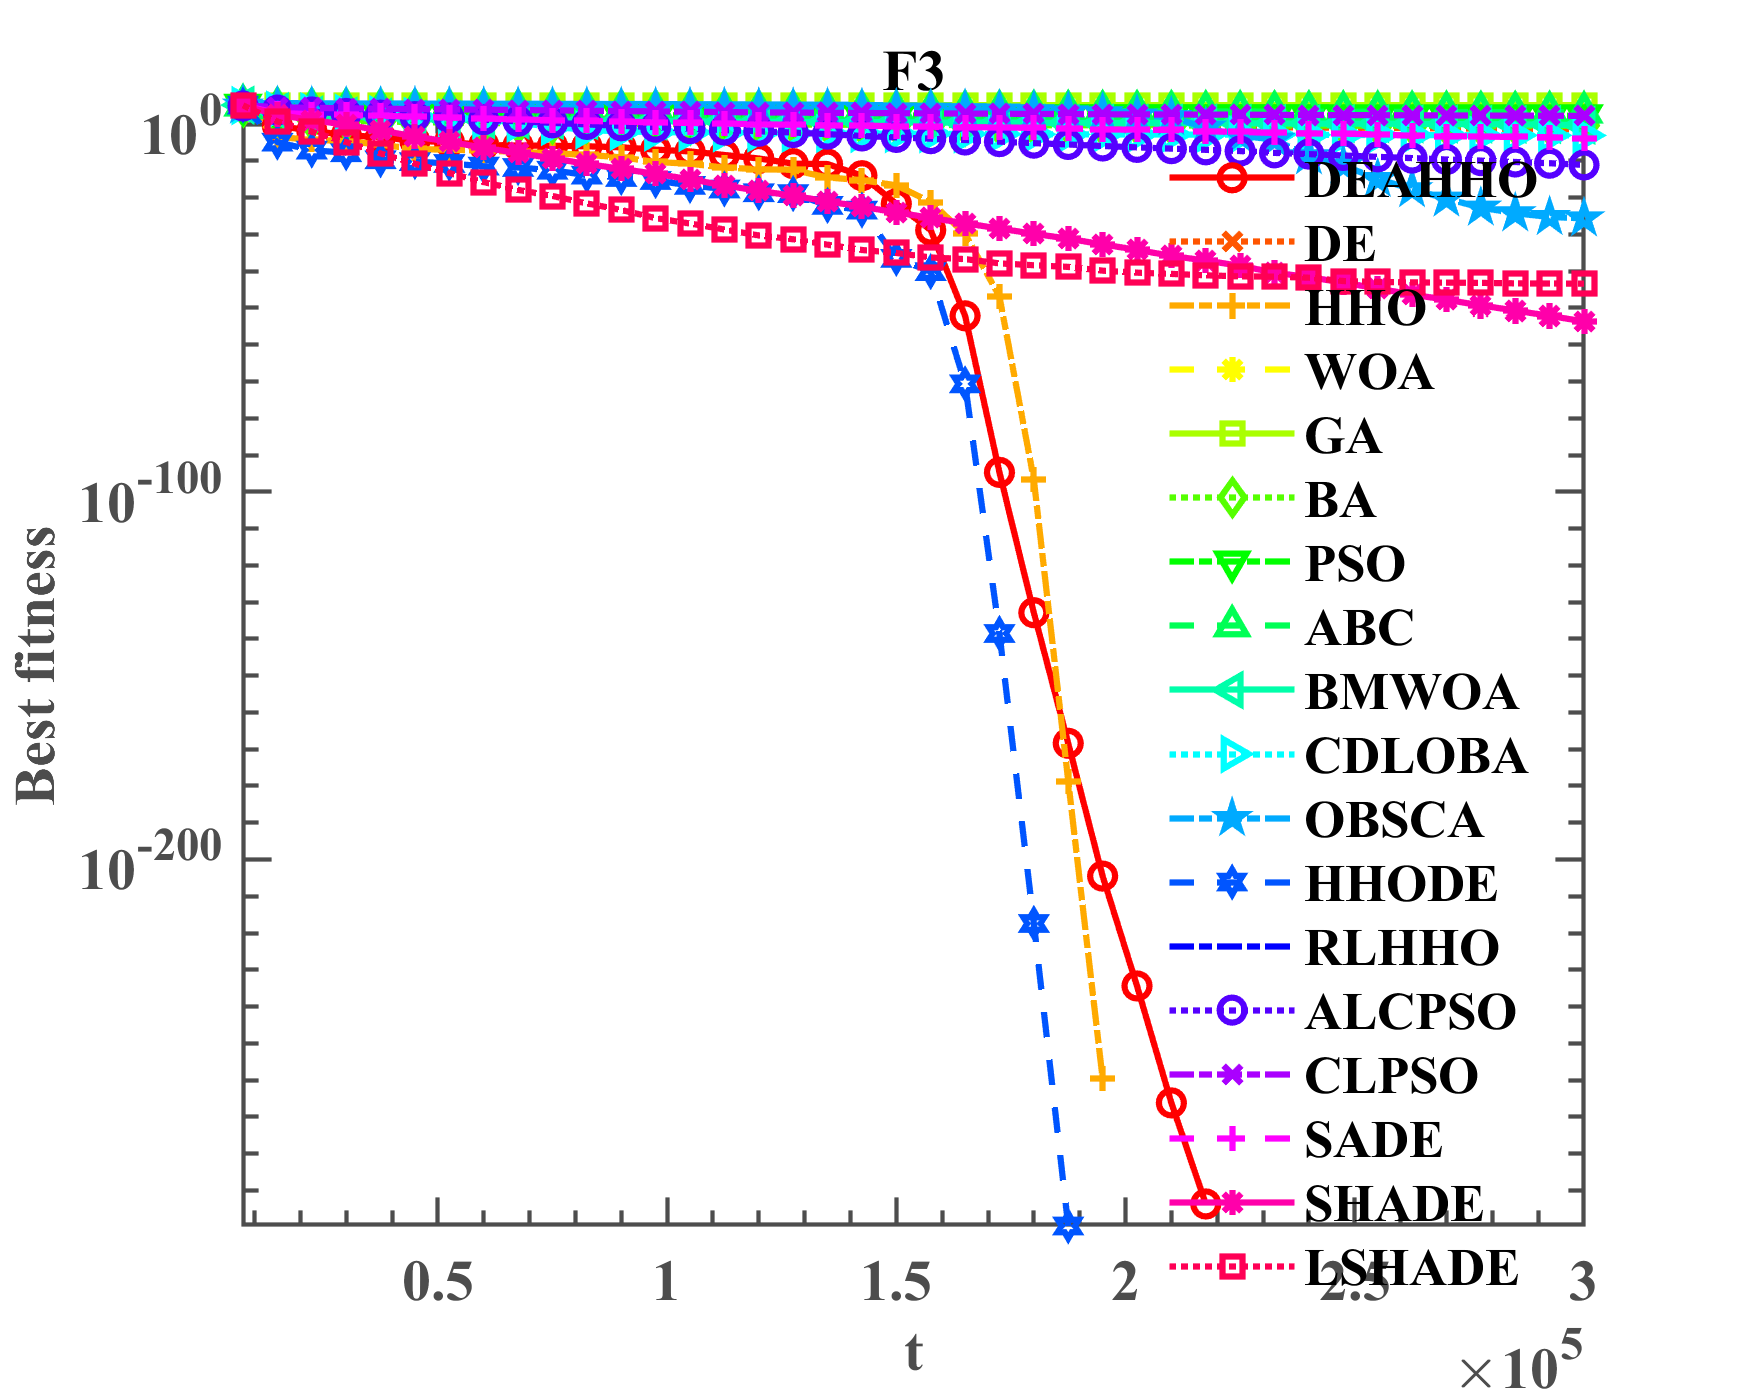 F3
10^0
10^-100
10^-200
Best fitness
DEAHHO
DE
HHO
WOA
GA
BA
PSO
ABC
BMWOA
CDLOBA
OBSCA
HHODE
RLHHO
ALCPSO
CLPSO
SADE
SHADE
LSHADE
0.5 1 1.5 2 2.5 3
t
×10^5